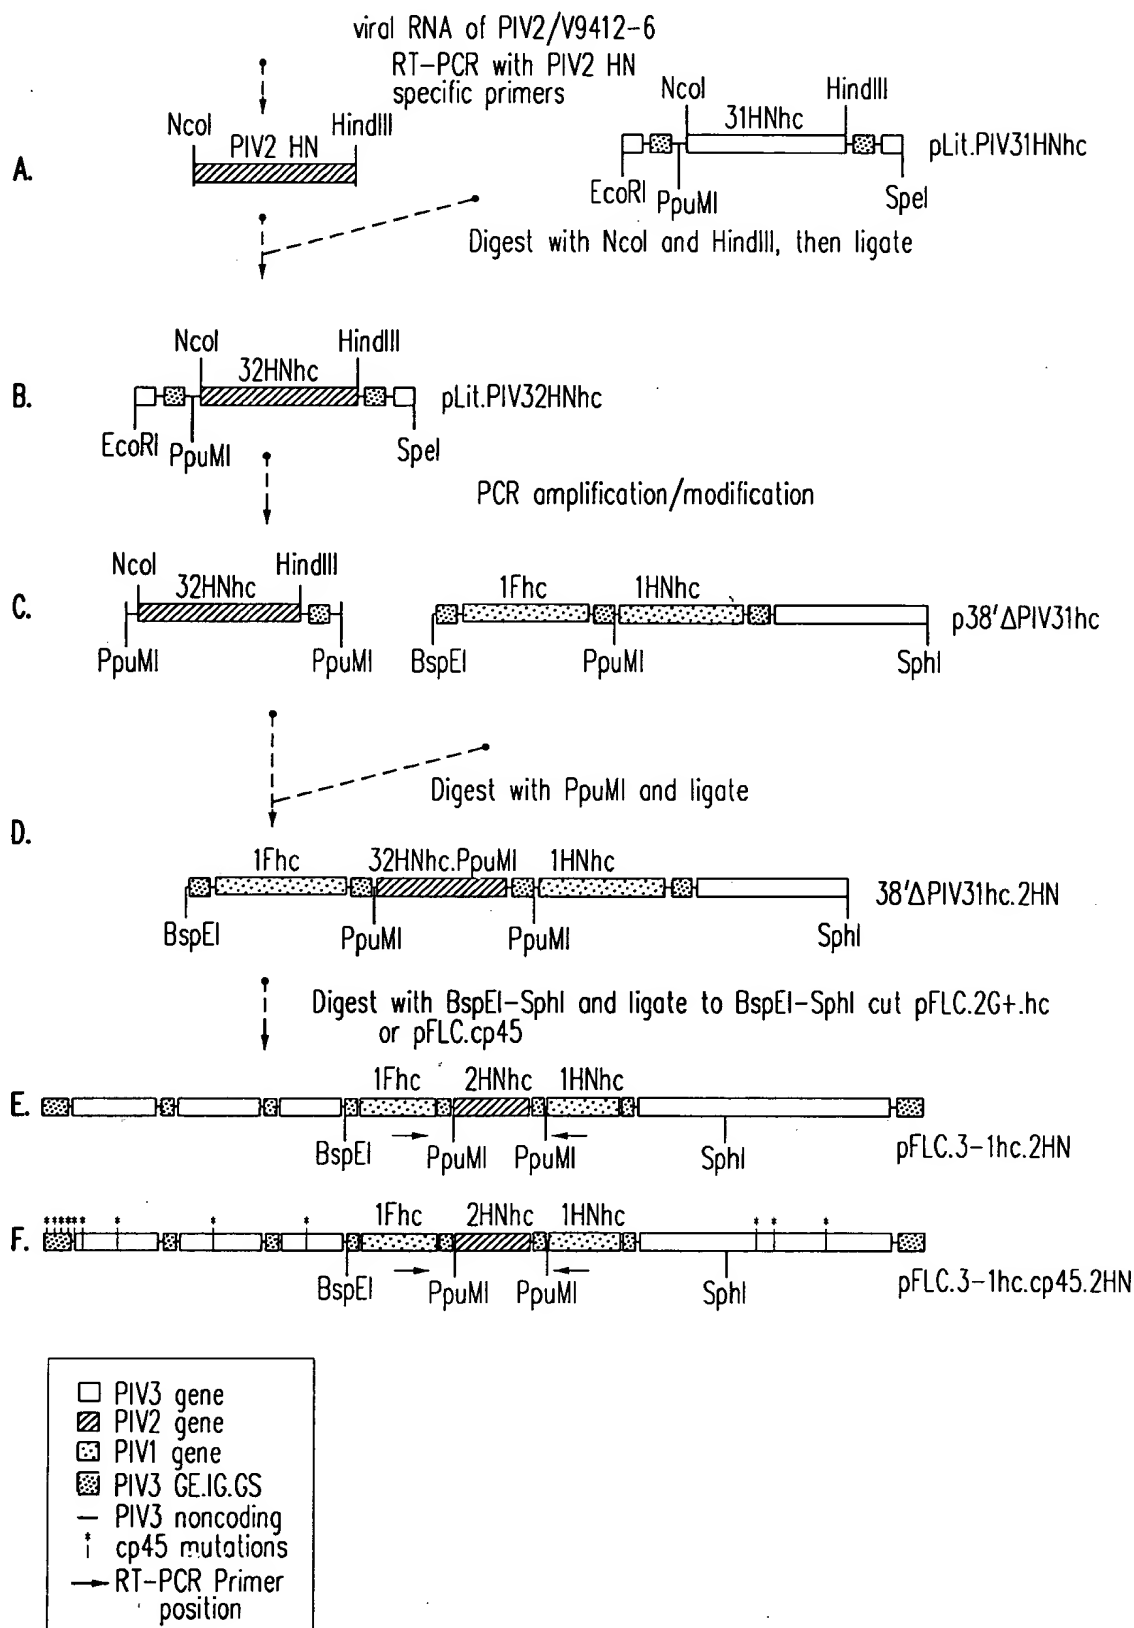 viral RNA of PIV2/V9412-6
RT-PCR with PIV2 HN
specific primers
NcoI
HindIII
PIV2 HN
NcoI
HindIII
31HNhc
pLit.PIV31HNhc
A.
EcoRI
PpuMI
SpeI
Digest with NcoI and HindIII, then ligate
NcoI
HindIII
32HNhc
B.
pLit.PIV32HNhc
EcoRI
PpuMI
SpeI
PCR amplification/modification
NcoI
HindIII
32HNhc
1Fhc
1HNhc
C.
p38'ΔPIV31hc
PpuMI
PpuMI
BspEI
PpuMI
SphI
Digest with PpuMI and ligate
D.
1Fhc
32HNhc.PpuMI
1HNhc
38'ΔPIV31hc.2HN
BspEI
PpuMI
PpuMI
SphI
Digest with BspEI-SphI and ligate to BspEI-SphI cut pFLC.2G+.hc
or pFLC.cp45
1Fhc
2HNhc
1HNhc
E.
BspEI
PpuMI
PpuMI
SphI
pFLC.3-1hc.2HN
*****
*
*
*
*
1Fhc
2HNhc
1HNhc
*
*
*
F.
BspEI
PpuMI
PpuMI
SphI
pFLC.3-1hc.cp45.2HN
PIV3 gene
PIV2 gene
PIV1 gene
PIV3 GE.IG.GS
PIV3 noncoding
* cp45 mutations
RT-PCR Primer
position